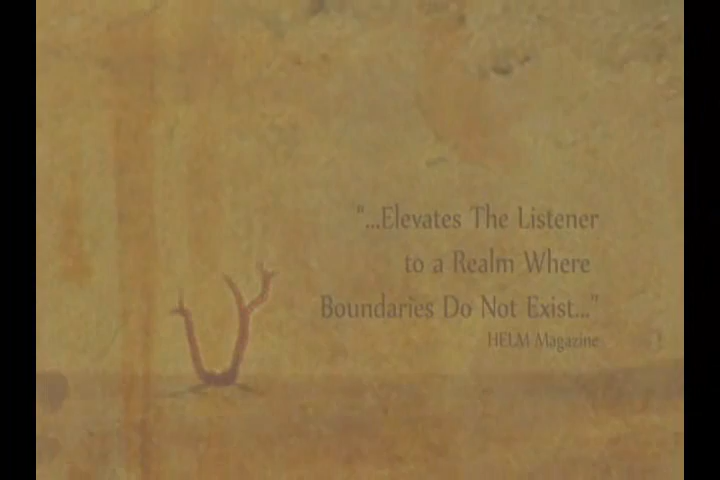 "...Elevates The Listener
to a Realm Where
Boundaries Do Not Exist..."
HELM Magazine